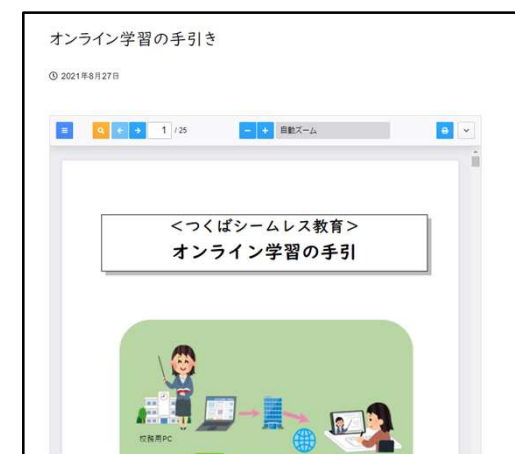 オンライン学習の手引き
2021年8月27日
1 / 25
自動ズーム
<つくばシームレス教育>
オンライン学習の手引
校務用PC